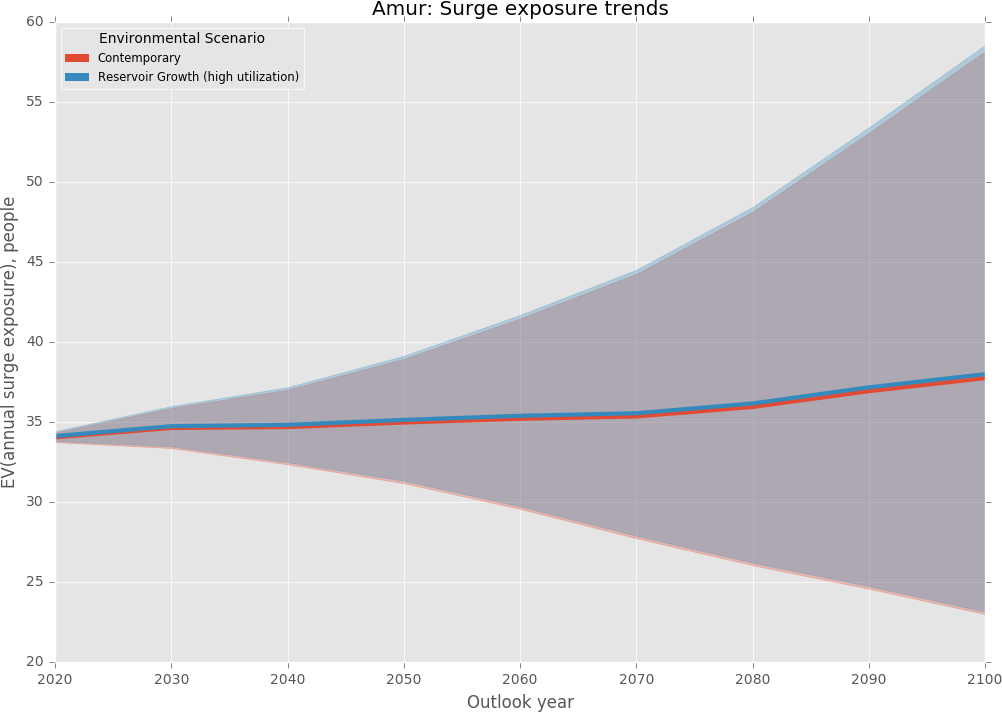 Amur: Surge exposure trends
Environmental Scenario
Contemporary
Reservoir Growth (high utilization)
EV(annual surge exposure), people
60
55
50
45
40
35
30
25
20
2020 2030 2040 2050 2060 2070 2080 2090 2100
Outlook year